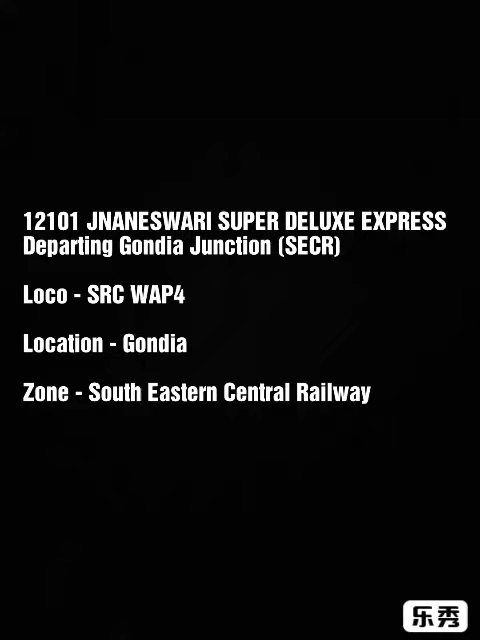 12101 JNANESWARI SUPER DELUXE EXPRESS
Departing Gondia Junction (SECR)
Loco - SRC WAP4
Location - Gondia
Zone - South Eastern Central Railway
乐秀